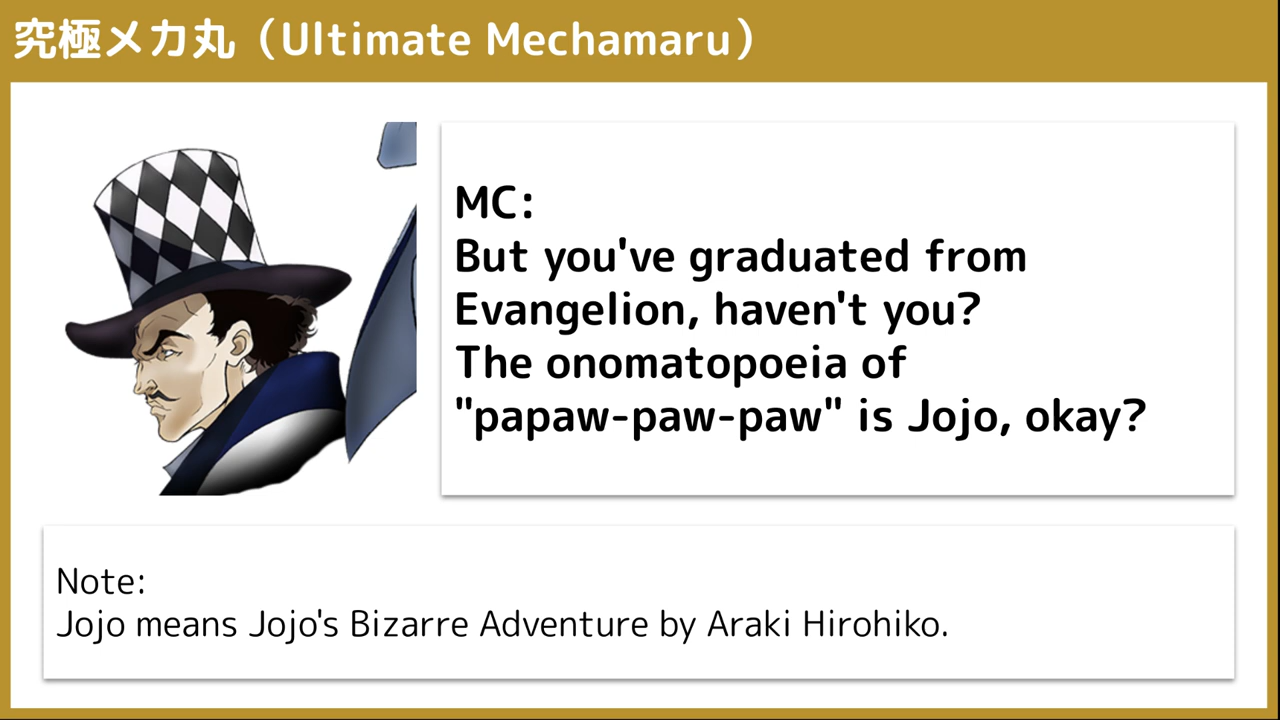 究極メカ丸（Ultimate Mechamaru）
MC:
But you've graduated from
Evangelion, haven't you?
The onomatopoeia of
"papaw-paw-paw" is Jojo, okay?
Note:
Jojo means Jojo's Bizarre Adventure by Araki Hirohiko.